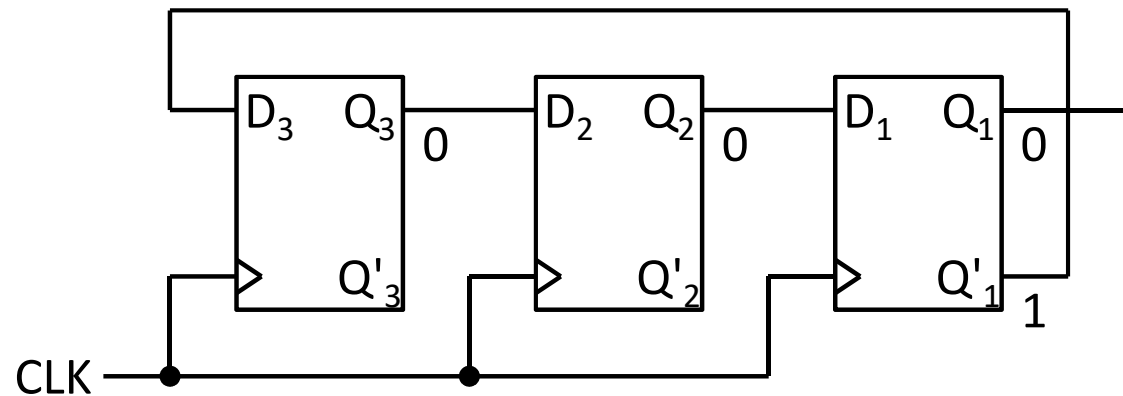 D₃ Q₃ D₂ Q₂ D₁ Q₁
0 0 0
Q'₃ Q'₂ Q'₁
1
CLK